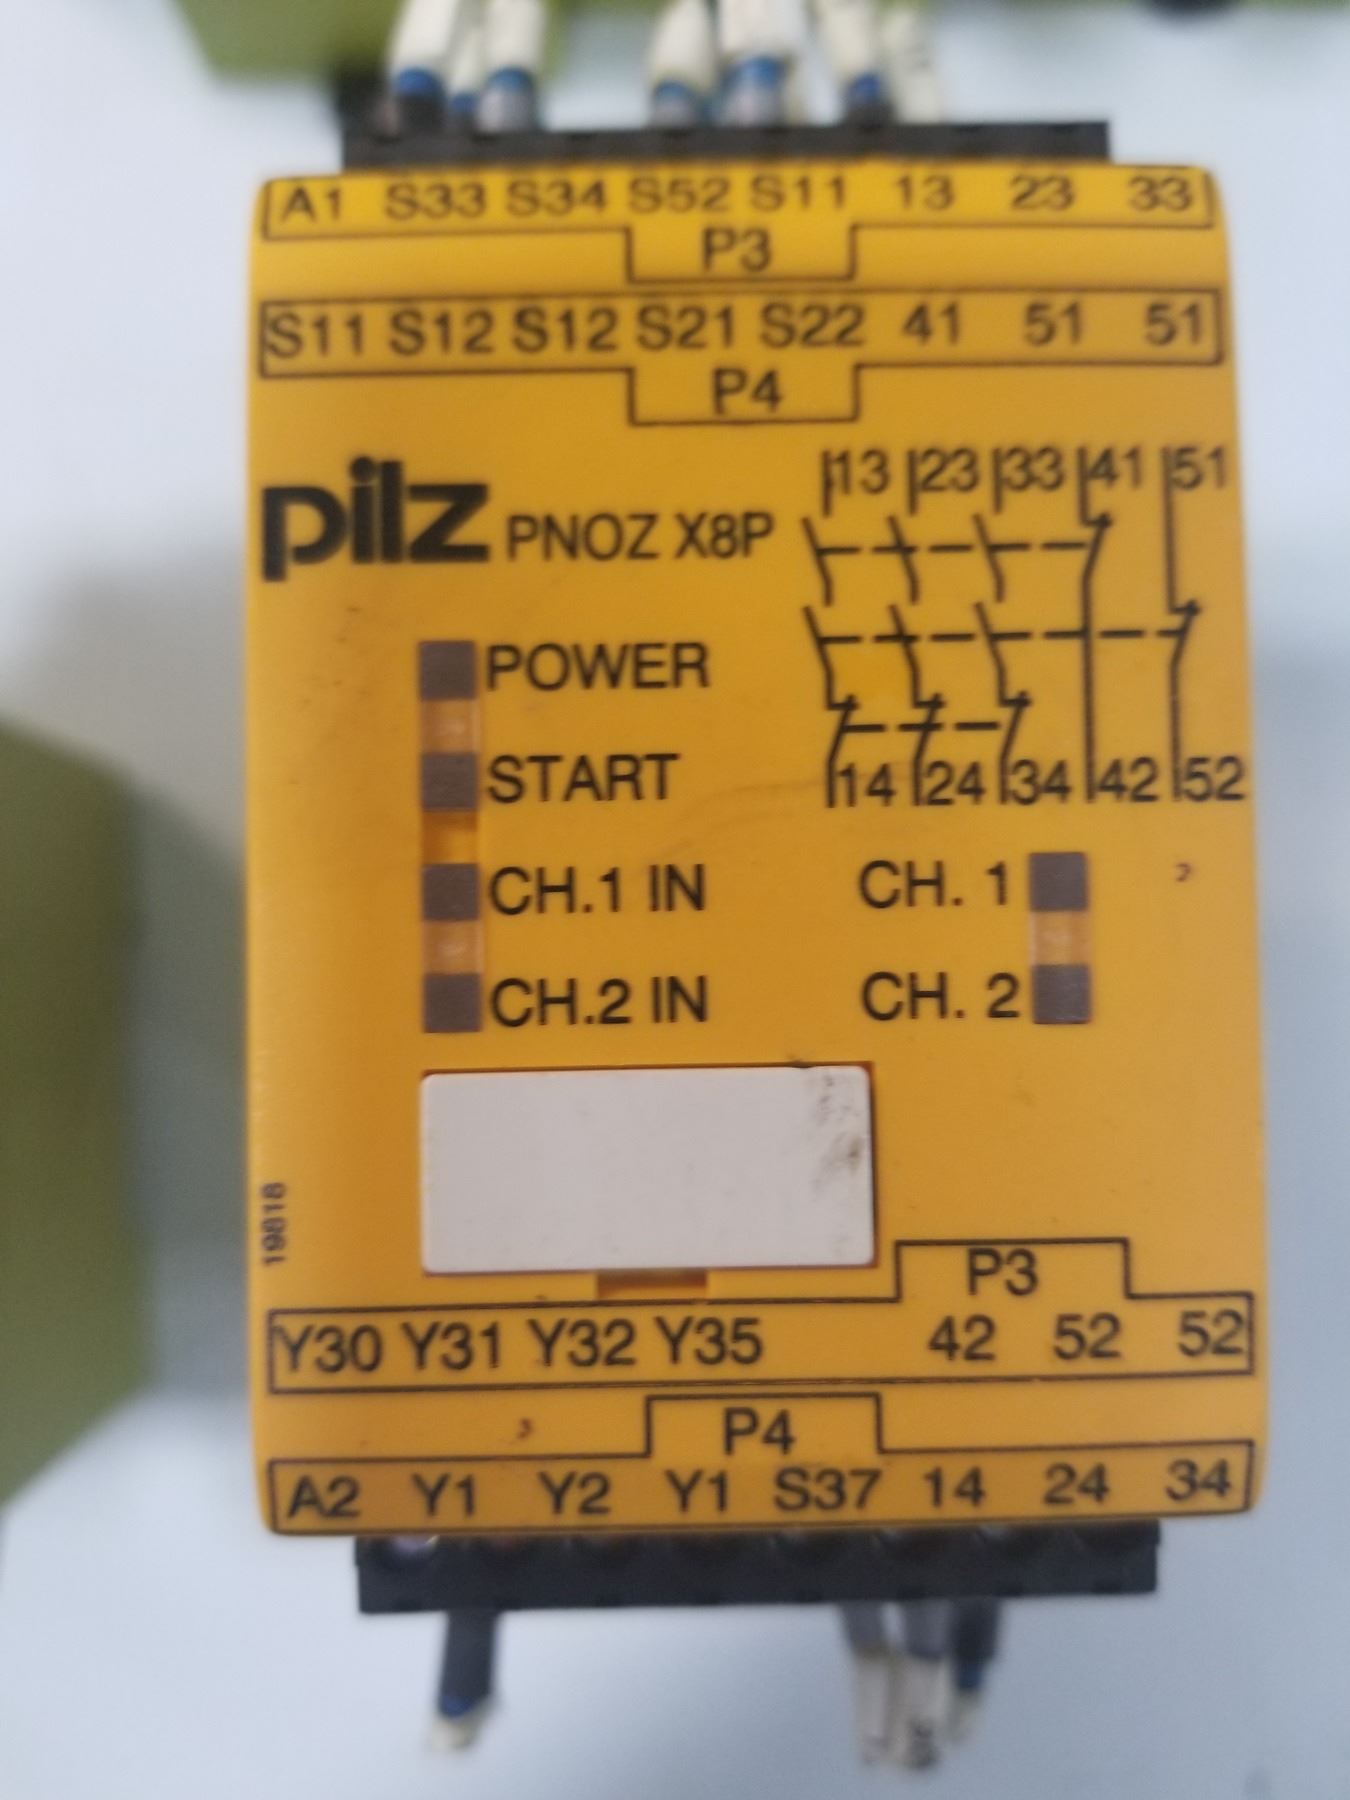 A1 S33 S34 S52 S11 13 23 33
P3
S11 S12 S12 S21 S22 41 51 51
P4
pilz PNOZ X8P
13 23 33 41 51
14 24 34 42 52
POWER
START
CH.1 IN
CH.2 IN
CH. 1
CH. 2
19818
P3
Y30 Y31 Y32 Y35 42 52 52
P4
A2 Y1 Y2 Y1 S37 14 24 34